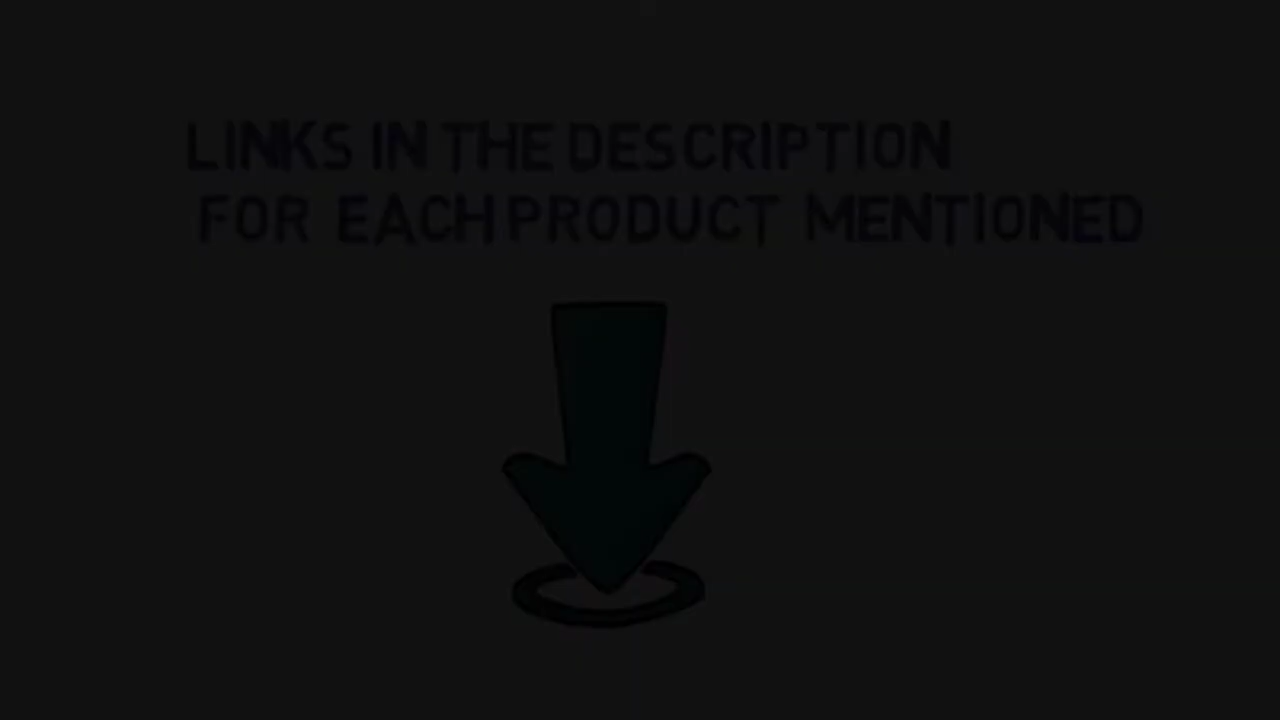 LINKS IN THE DESCRIPTION
FOR EACH PRODUCT MENTIONED